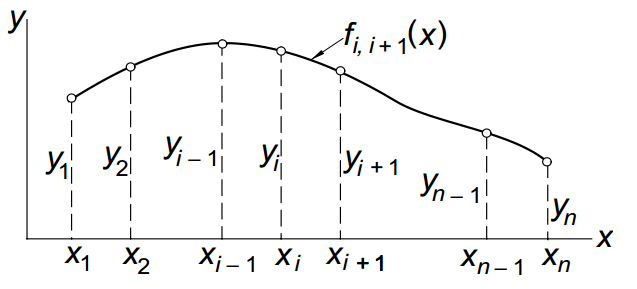 y
f_{i, i + 1}(x)
y_1 y_2 y_{i – 1} y_i y_{i + 1} y_{n – 1} y_n
x
x_1 x_2 x_{i – 1} x_i x_{i + 1} x_{n – 1} x_n